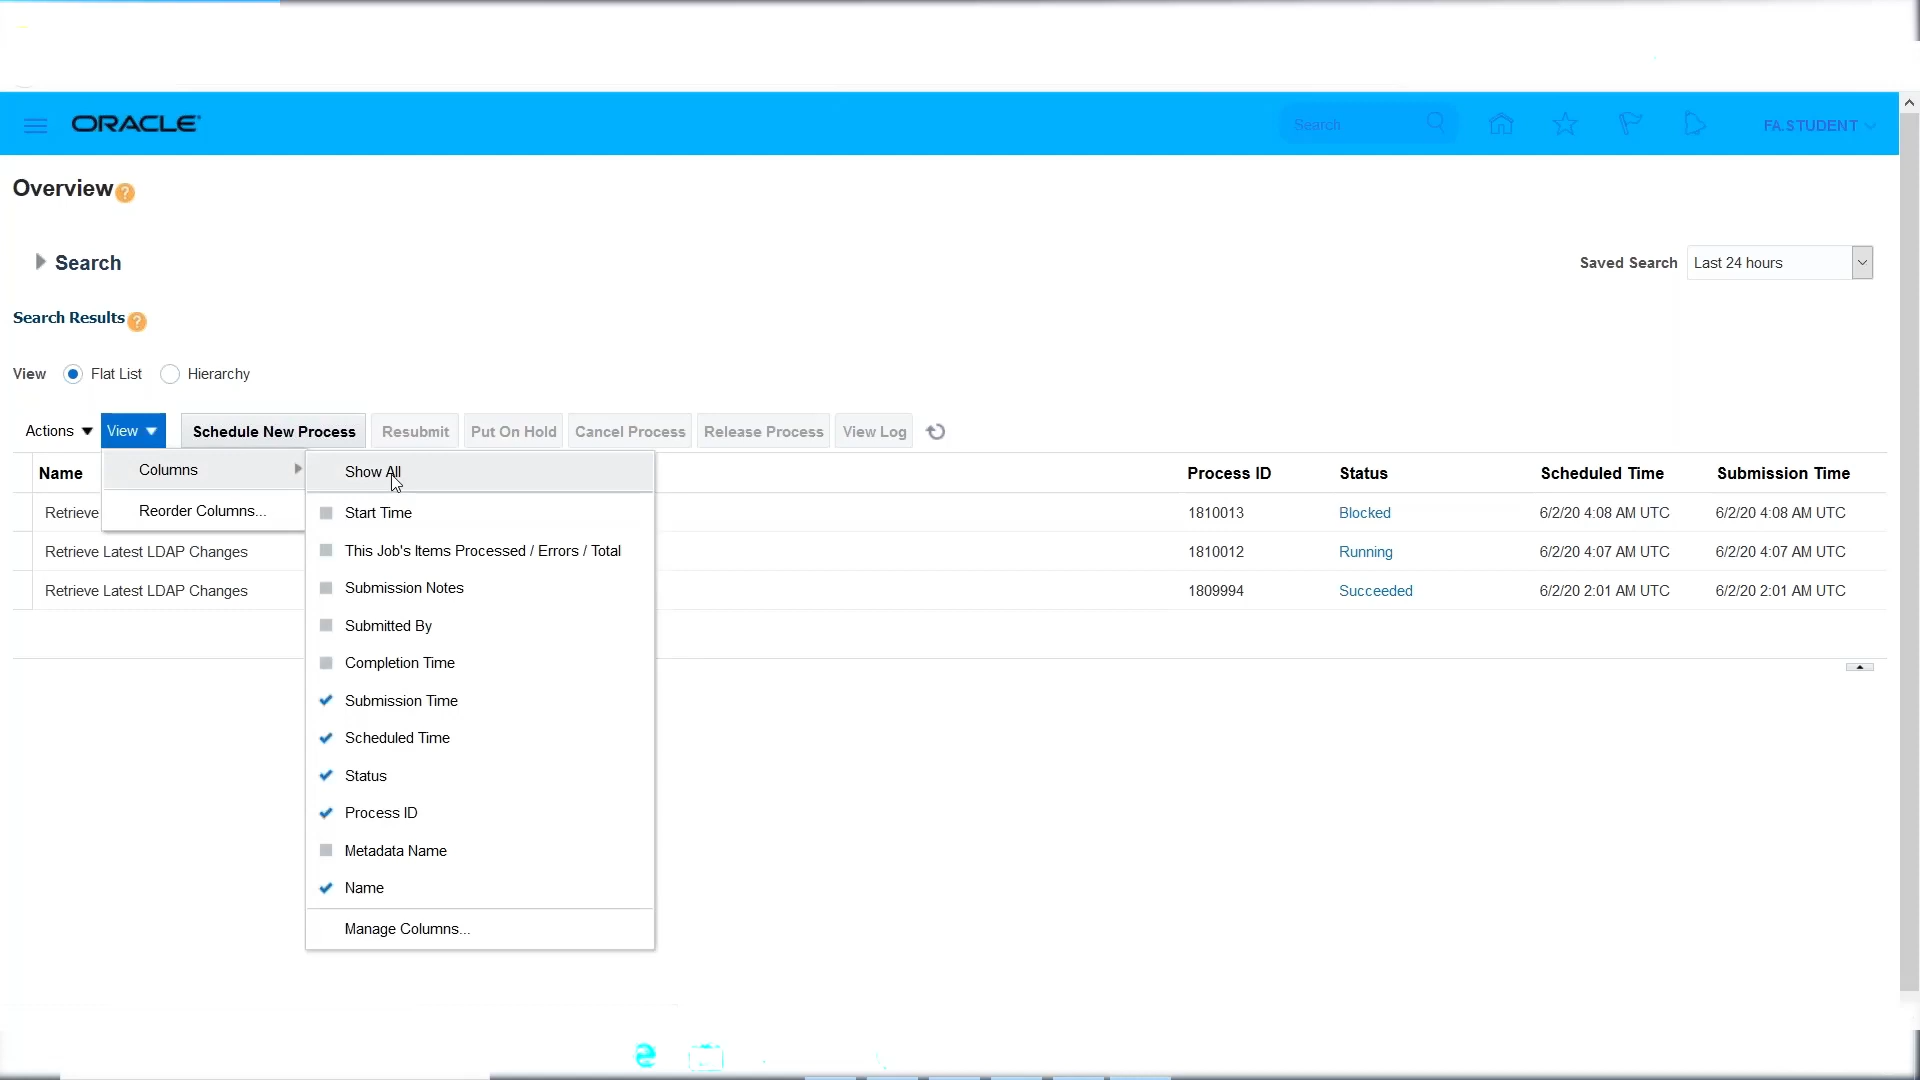 ORACLE
Search
FA.STUDENT
Overview ?
Search
Saved Search Last 24 hours
Search Results ?
View Flat List Hierarchy
Actions View Schedule New Process Resubmit Put On Hold Cancel Process Release Process View Log
Name Process ID Status Scheduled Time Submission Time
Retrieve 1810013 Blocked 6/2/20 4:08 AM UTC 6/2/20 4:08 AM UTC
Retrieve Latest LDAP Changes 1810012 Running 6/2/20 4:07 AM UTC 6/2/20 4:07 AM UTC
Retrieve Latest LDAP Changes 1809994 Succeeded 6/2/20 2:01 AM UTC 6/2/20 2:01 AM UTC
Columns
Reorder Columns...
Show All
Start Time
This Job's Items Processed / Errors / Total
Submission Notes
Submitted By
Completion Time
Submission Time
Scheduled Time
Status
Process ID
Metadata Name
Name
Manage Columns...